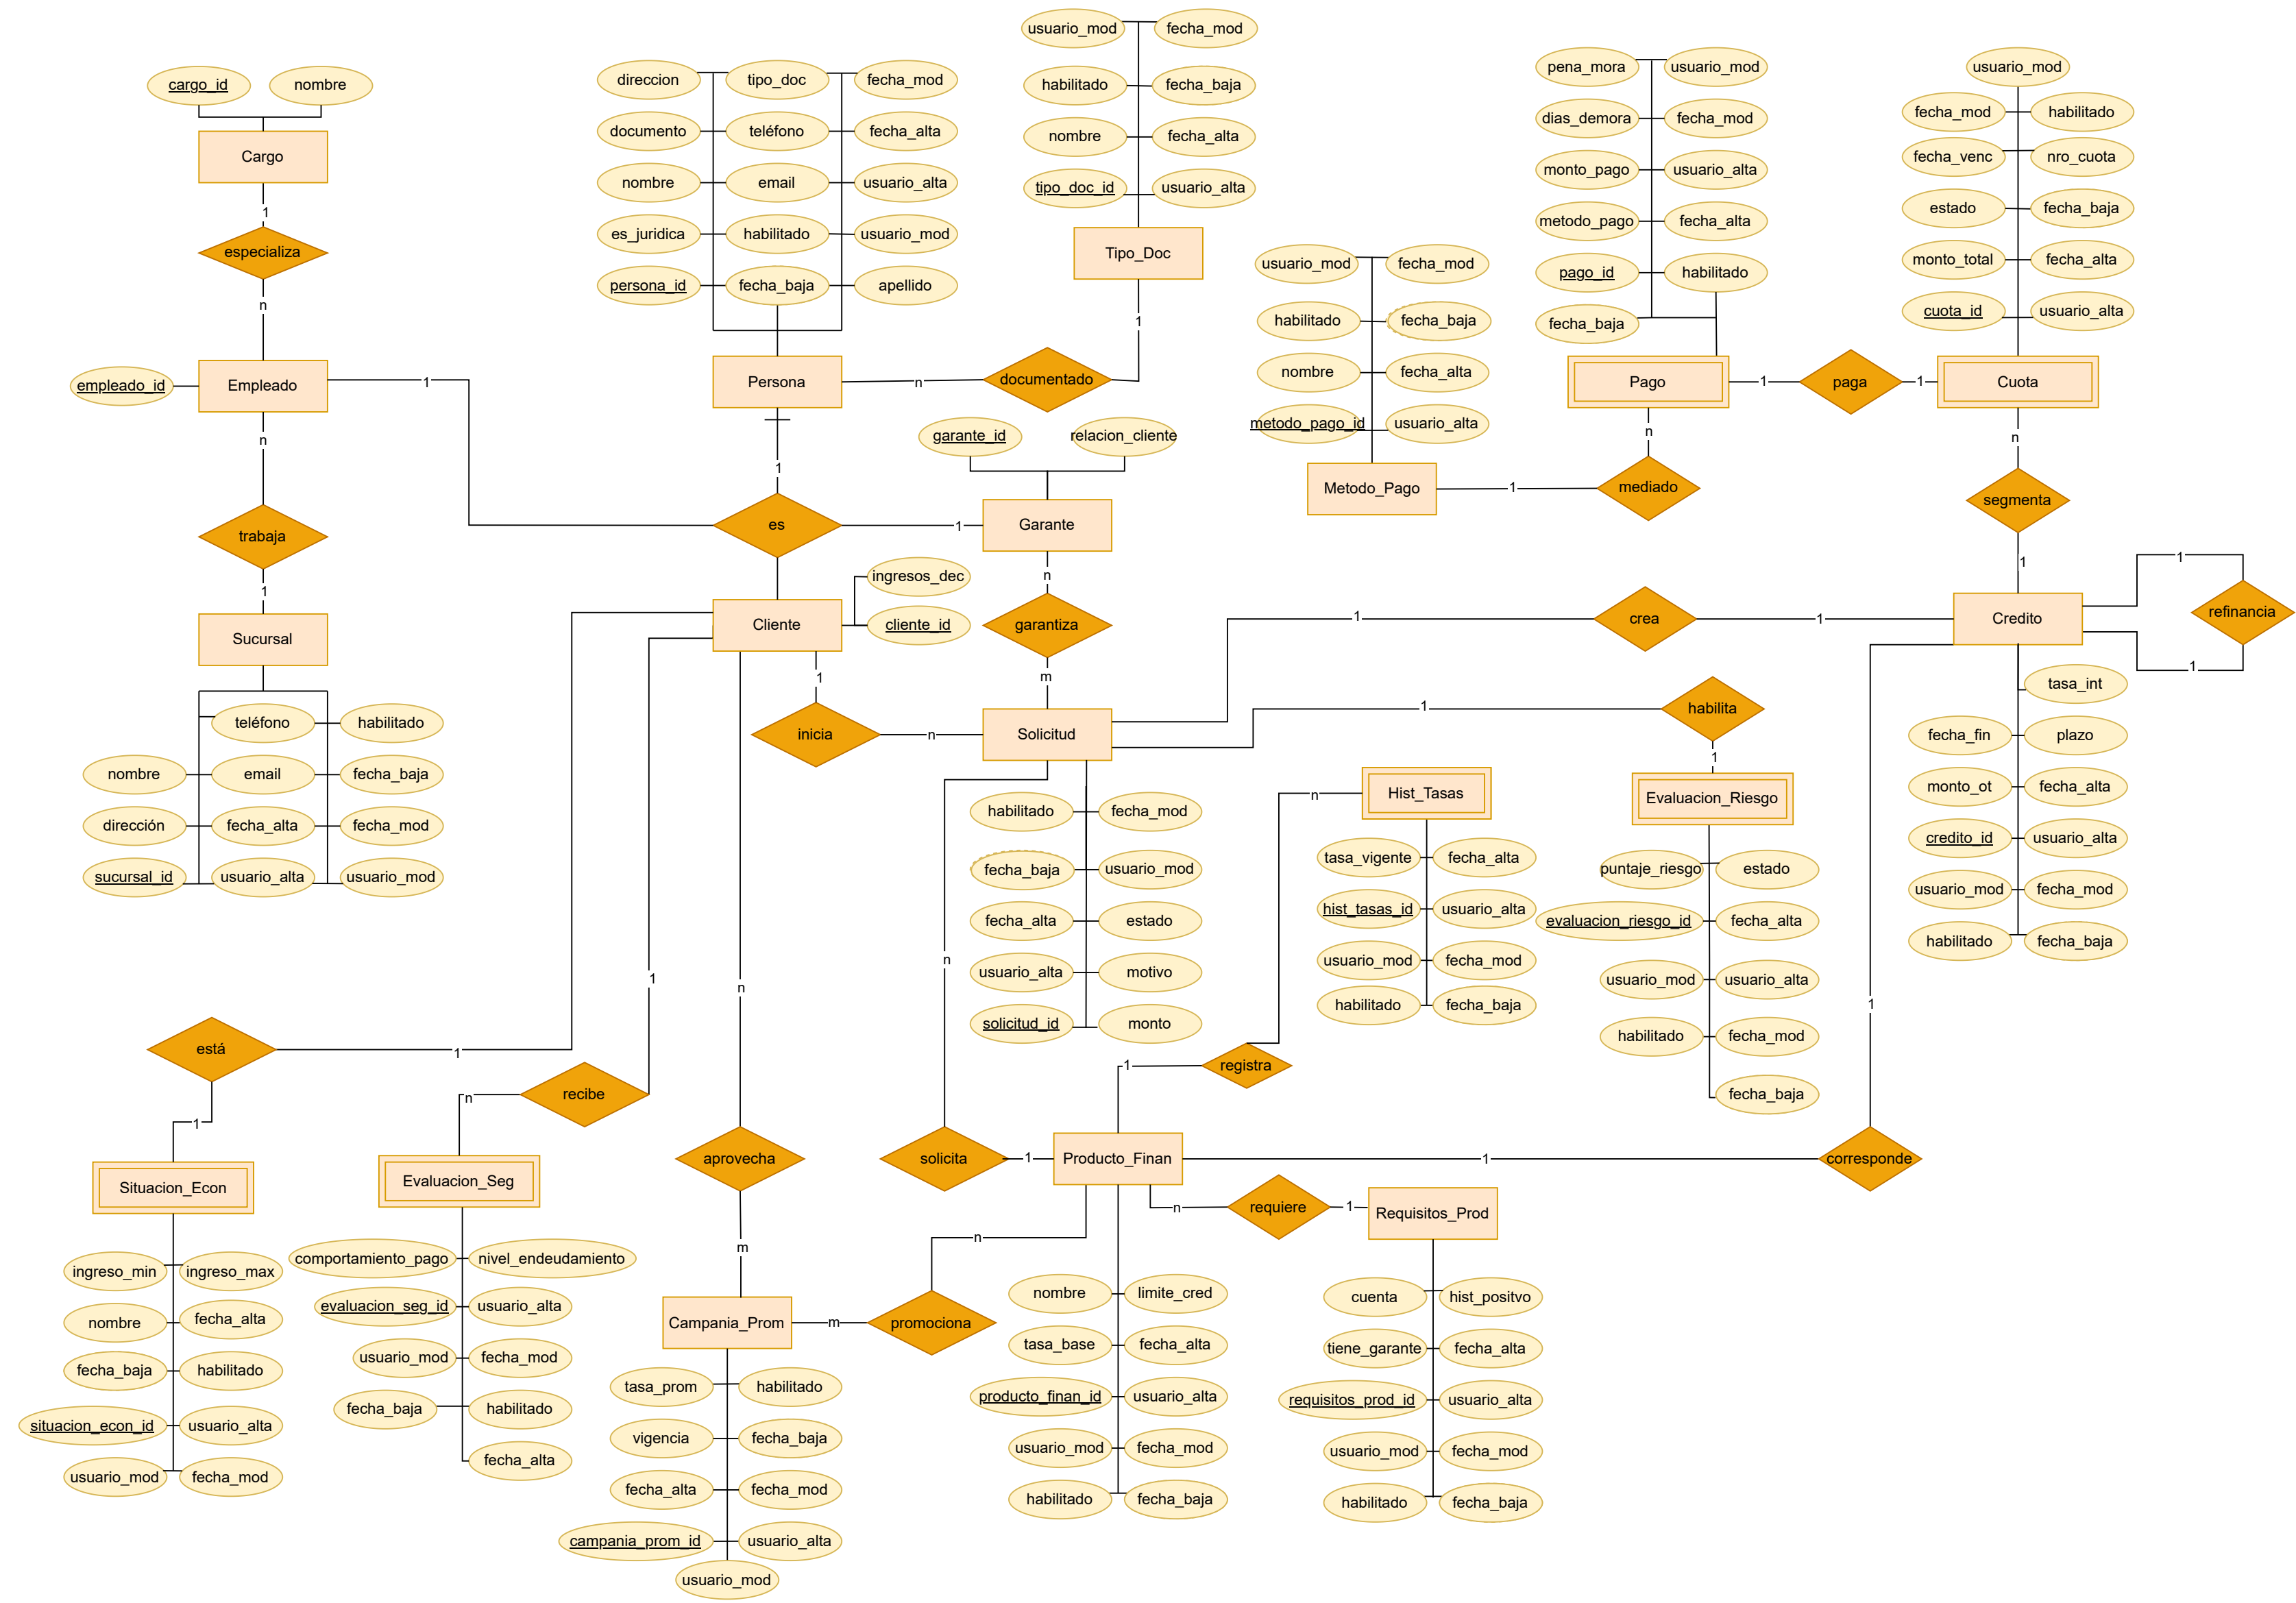 usuario_mod
fecha_mod
cargo_id
nombre
direccion
tipo_doc
fecha_mod
habilitado
fecha_baja
pena_mora
usuario_mod
usuario_mod
documento
teléfono
fecha_alta
nombre
fecha_alta
dias_demora
fecha_mod
fecha_mod
habilitado
Cargo
fecha_venc
nro_cuota
nombre
email
usuario_alta
tipo_doc_id
usuario_alta
monto_pago
usuario_alta
1
estado
fecha_baja
es_juridica
habilitado
usuario_mod
metodo_pago
fecha_alta
especializa
Tipo_Doc
usuario_mod
fecha_mod
monto_total
fecha_alta
persona_id
fecha_baja
apellido
pago_id
habilitado
n
1
habilitado
fecha_baja
fecha_baja
cuota_id
usuario_alta
empleado_id
Empleado
1
Persona
n
documentado
nombre
fecha_alta
Pago
1
paga
1
Cuota
n
garante_id
relacion_cliente
metodo_pago_id
usuario_alta
n
n
1
Metodo_Pago
1
mediado
segmenta
trabaja
es
1
Garante
1
1
1
n
ingresos_dec
refinancia
Sucursal
Cliente
cliente_id
garantiza
1
crea
1
Credito
1
1
m
tasa_int
teléfono
habilitado
inicia
n
Solicitud
1
habilita
fecha_fin
plazo
1
nombre
email
fecha_baja
Hist_Tasas
n
Evaluacion_Riesgo
monto_ot
fecha_alta
dirección
fecha_alta
fecha_mod
habilitado
fecha_mod
credito_id
usuario_alta
sucursal_id
usuario_alta
usuario_mod
fecha_baja
usuario_mod
tasa_vigente
fecha_alta
puntaje_riesgo
estado
usuario_mod
fecha_mod
fecha_alta
estado
hist_tasas_id
usuario_alta
evaluacion_riesgo_id
fecha_alta
habilitado
fecha_baja
n
1
n
usuario_alta
motivo
usuario_mod
fecha_mod
usuario_mod
usuario_alta
1
solicitud_id
monto
habilitado
fecha_baja
habilitado
fecha_mod
está
1
1
registra
n
recibe
fecha_baja
1
aprovecha
solicita
1
Producto_Finan
1
corresponde
Situacion_Econ
Evaluacion_Seg
n
requiere
1
Requisitos_Prod
m
n
comportamiento_pago
nivel_endeudamiento
ingreso_min
ingreso_max
nombre
limite_cred
cuenta
hist_positvo
evaluacion_seg_id
usuario_alta
nombre
fecha_alta
Campania_Prom
m
promociona
tasa_base
fecha_alta
tiene_garante
fecha_alta
usuario_mod
fecha_mod
fecha_baja
habilitado
tasa_prom
habilitado
producto_finan_id
usuario_alta
requisitos_prod_id
usuario_alta
fecha_baja
habilitado
situacion_econ_id
usuario_alta
vigencia
fecha_baja
usuario_mod
fecha_mod
usuario_mod
fecha_mod
fecha_alta
usuario_mod
fecha_mod
fecha_alta
fecha_mod
habilitado
fecha_baja
habilitado
fecha_baja
campania_prom_id
usuario_alta
usuario_mod